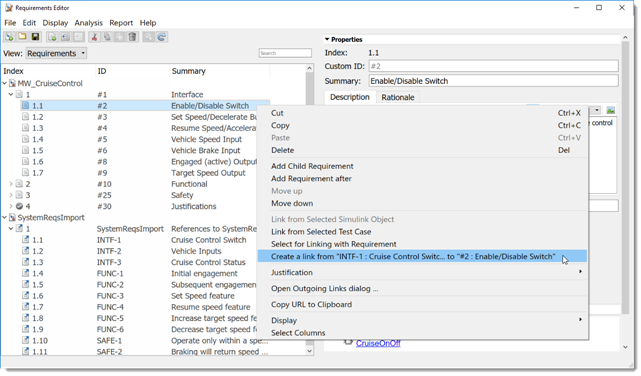 Requirements Editor
File Edit Display Analysis Report Help
View: Requirements Search
Index ID Summary
MW_CruiseControl
1 #1 Interface
1.1 #2 Enable/Disable Switch
1.2 #3 Set Speed/Decelerate Bu
1.3 #4 Resume Speed/Accelera
1.4 #5 Vehicle Speed Input
1.5 #6 Vehicle Brake Input
1.6 #8 Engaged (active) Output
1.7 #9 Target Speed Output
2 #10 Functional
3 #25 Safety
4 #30 Justifications
SystemReqsImport
1 SystemReqsImport References to SystemRe
1.1 INTF-1 Cruise Control Switch
1.2 INTF-2 Vehicle Inputs
1.3 INTF-3 Cruise Control Status
1.4 FUNC-1 Initial engagement
1.5 FUNC-2 Subsequent engagemen
1.6 FUNC-3 Set Speed feature
1.7 FUNC-4 Resume speed feature
1.8 FUNC-5 Increase target speed fe
1.9 FUNC-6 Decrease target speed f
1.10 SAFE-1 Operate only within a spe
1.11 SAFE-2 Braking will return speed
Properties
Index: 1.1
Custom ID: #2
Summary: Enable/Disable Switch
Description Rationale
control
Cut Ctrl+X
Copy Ctrl+C
Paste Ctrl+V
Delete Del
Add Child Requirement
Add Requirement after
Move up
Move down
Link from Selected Simulink Object
Link from Selected Test Case
Select for Linking with Requirement
Create a link from "INTF-1 : Cruise Control Switc... to "#2 : Enable/Disable Switch"
Justification
Open Outgoing Links dialog ...
Copy URL to Clipboard
Display
Select Columns
CruiseOnOff